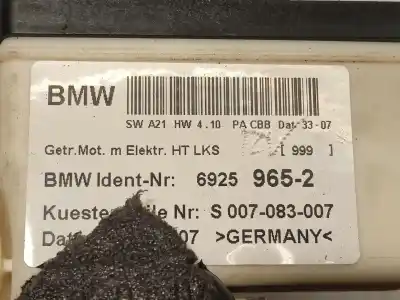 BMW
SW A21 HW 4.10 PA CBB Dat 33-07
Getr.Mot. m Elektr. HT LKS [ 999 ]
BMW Ident-Nr: 6925 965-2
Nr: S 007-083-007
07 >GERMANY<